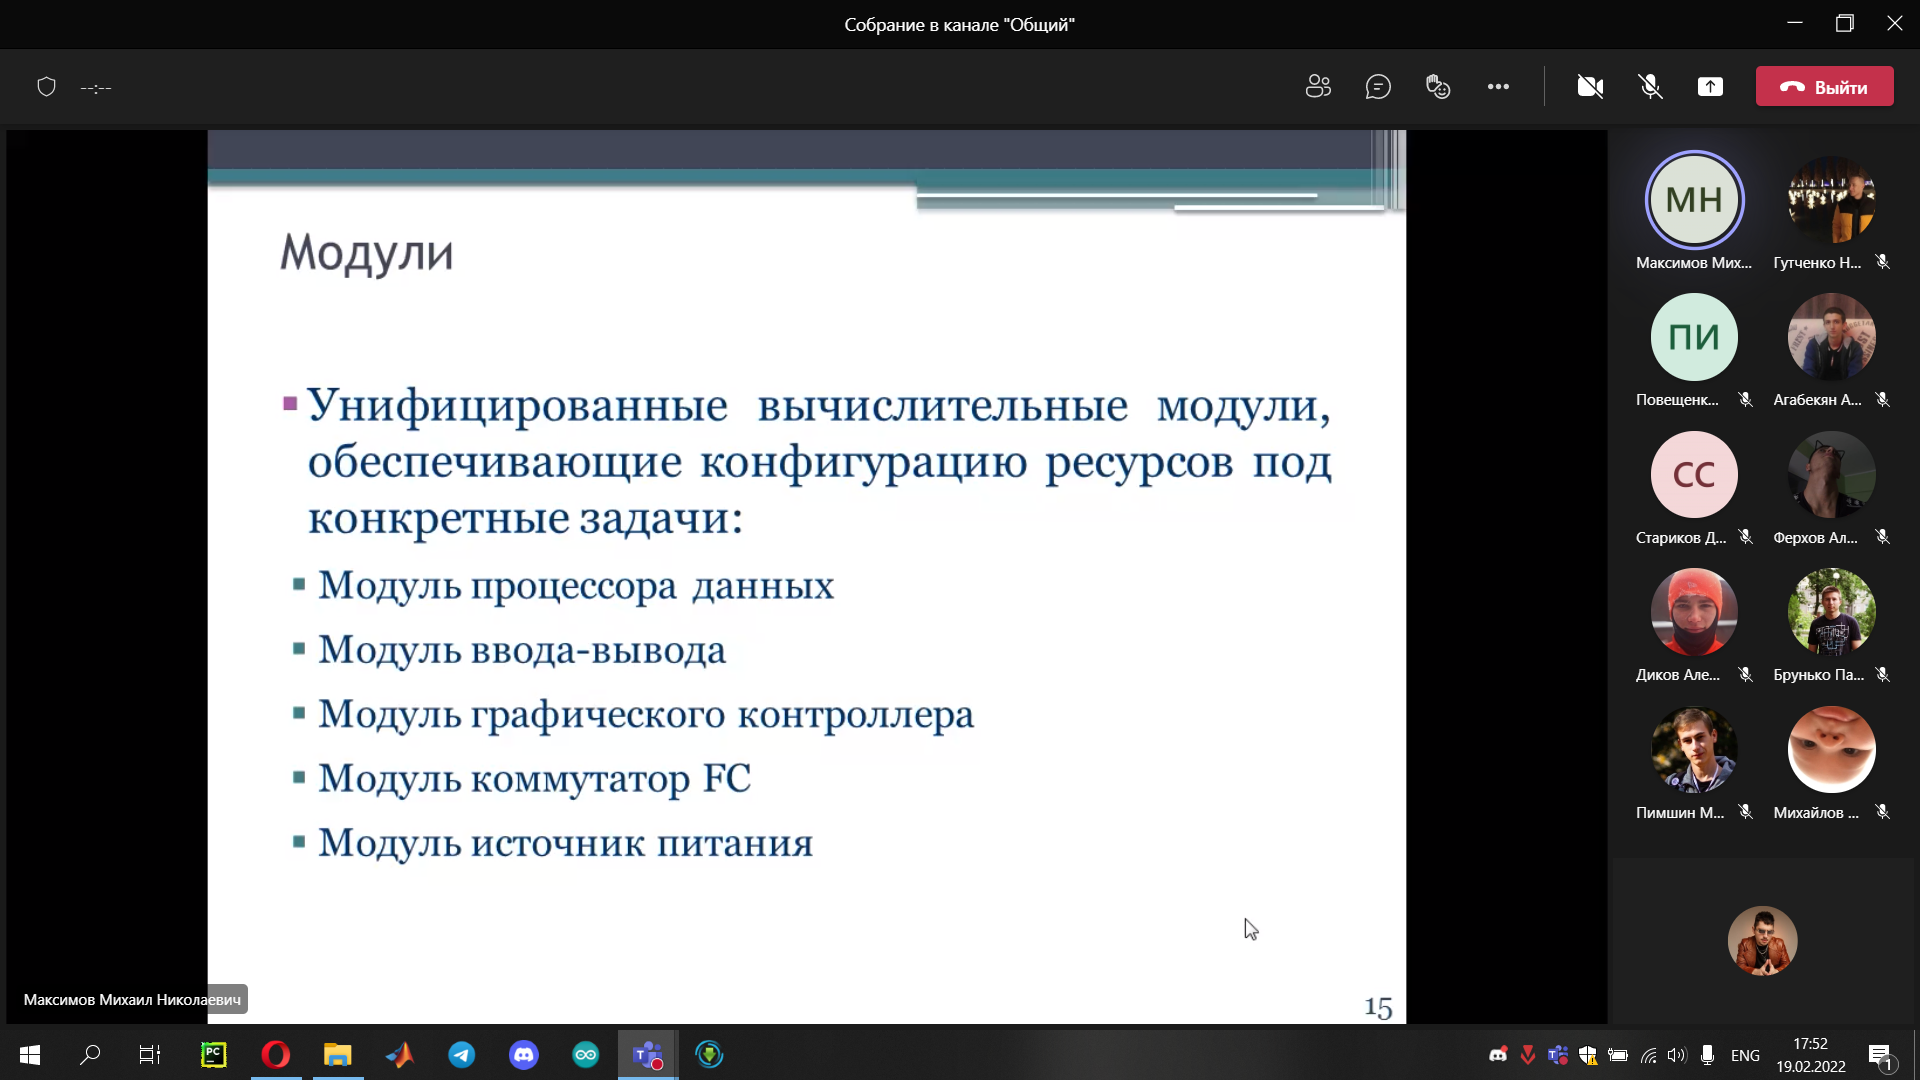 Собрание в канале "Общий"
--:--
Выйти
Модули
Унифицированные вычислительные модули,
обеспечивающие конфигурацию ресурсов под
конкретные задачи:
Модуль процессора данных
Модуль ввода-вывода
Модуль графического контроллера
Модуль коммутатор FC
Модуль источник питания
15
Максимов Михаил Николаевич
МН
Максимов Мих...
Гутченко Н...
ПИ
Повещенк...
Агабекян А...
СС
Стариков Д...
Ферхов Ал...
Диков Але...
Брунько Па...
Пимшин М...
Михайлов ...
PC
T
ENG
17:52
19.02.2022
1